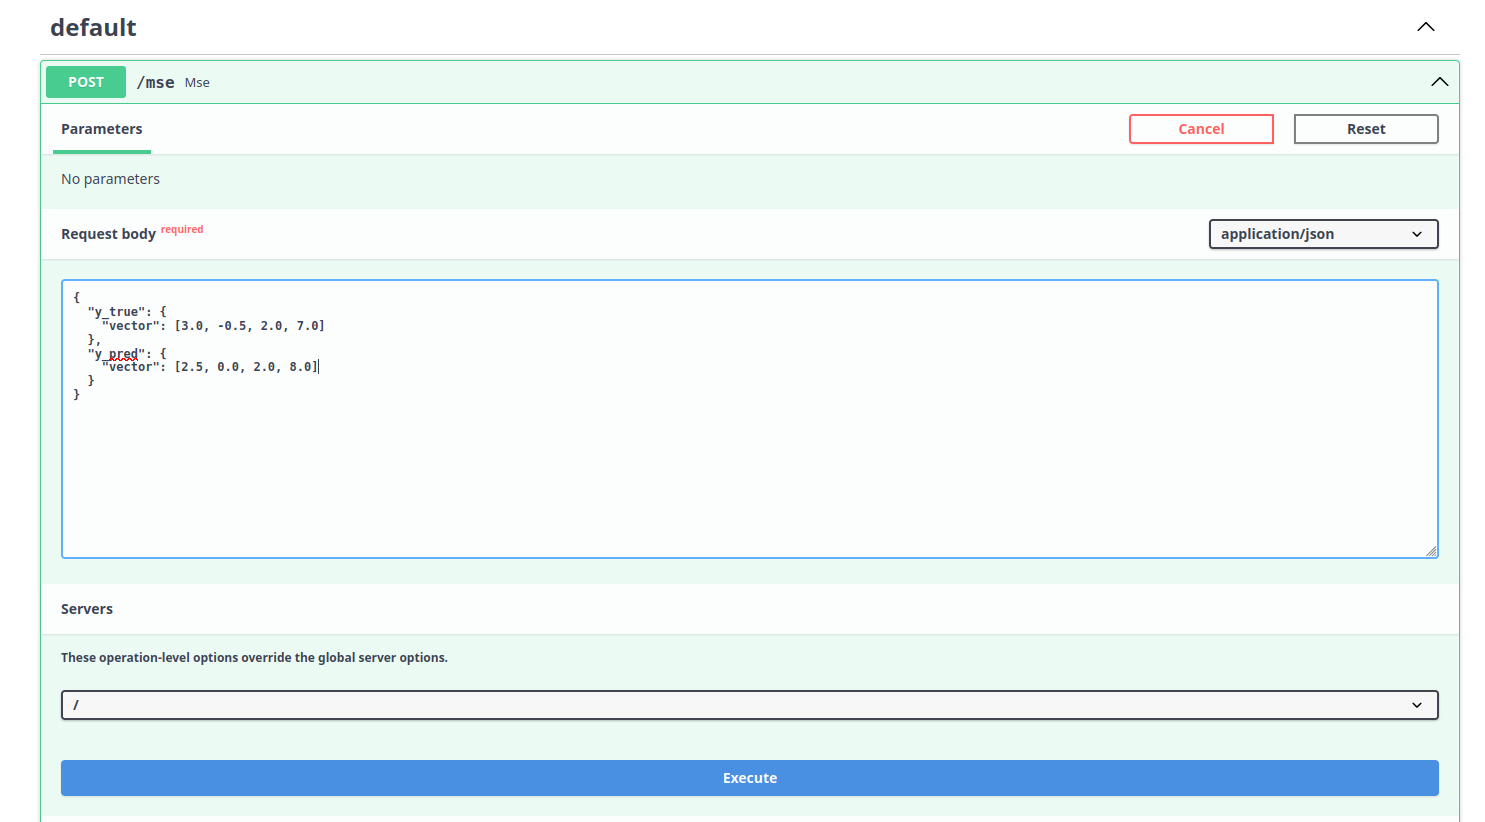 default
POST /mse Mse
Parameters Cancel Reset
No parameters
Request body required application/json
{
  "y_true": {
    "vector": [3.0, -0.5, 2.0, 7.0]
  },
  "y_pred": {
    "vector": [2.5, 0.0, 2.0, 8.0]
  }
}
Servers
These operation-level options override the global server options.
/
Execute